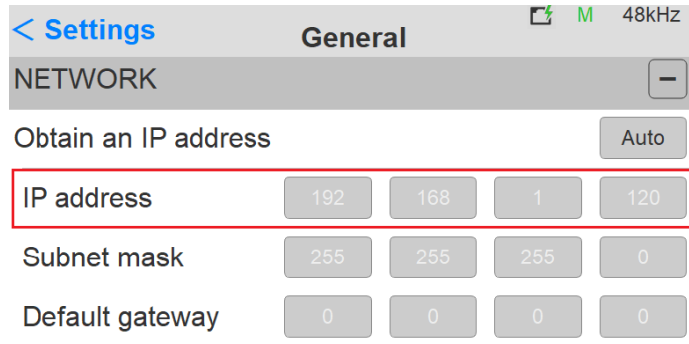 < Settings General M 48kHz
NETWORK −
Obtain an IP address Auto
IP address 192 168 1 120
Subnet mask 255 255 255 0
Default gateway 0 0 0 0